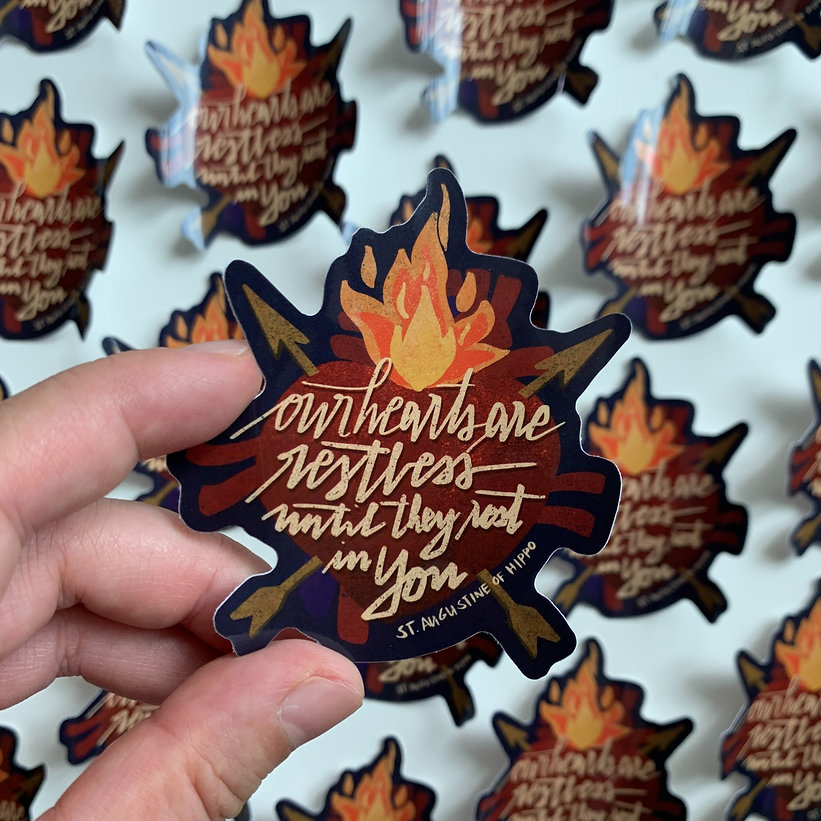 our hearts are
restless
until they rest
in You
ST. AUGUSTINE OF HIPPO